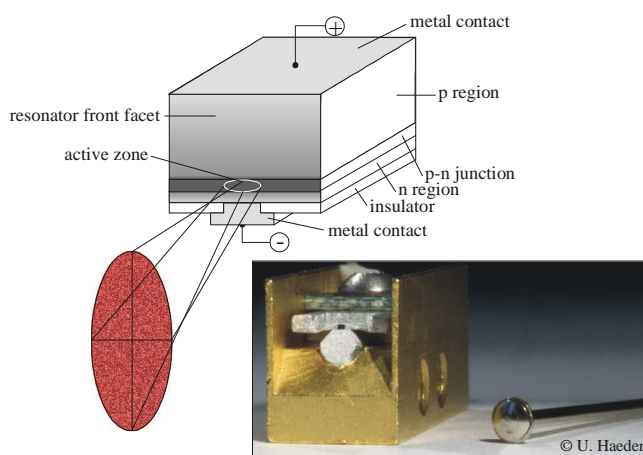 +
metal contact
p region
resonator front facet
active zone
p-n junction
n region
insulator
metal contact
-
© U. Haeder